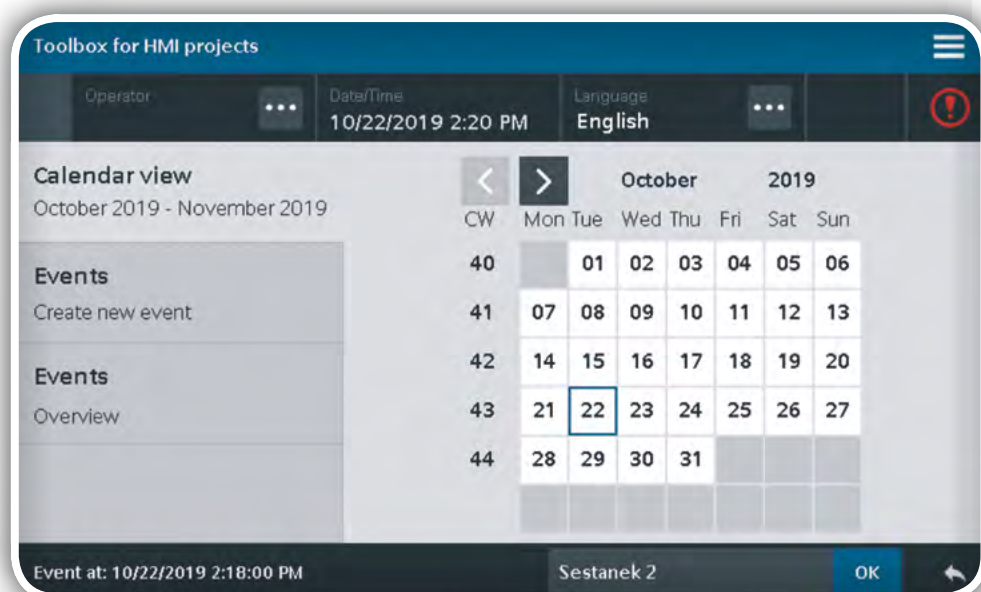 Toolbox for HMI projects
Operator
Date/Time
10/22/2019 2:20 PM
Language
English
Calendar view
October 2019 - November 2019
Events
Create new event
Events
Overview
October 2019
CW Mon Tue Wed Thu Fri Sat Sun
40 01 02 03 04 05 06
41 07 08 09 10 11 12 13
42 14 15 16 17 18 19 20
43 21 22 23 24 25 26 27
44 28 29 30 31
Event at: 10/22/2019 2:18:00 PM
Sestanek 2
OK